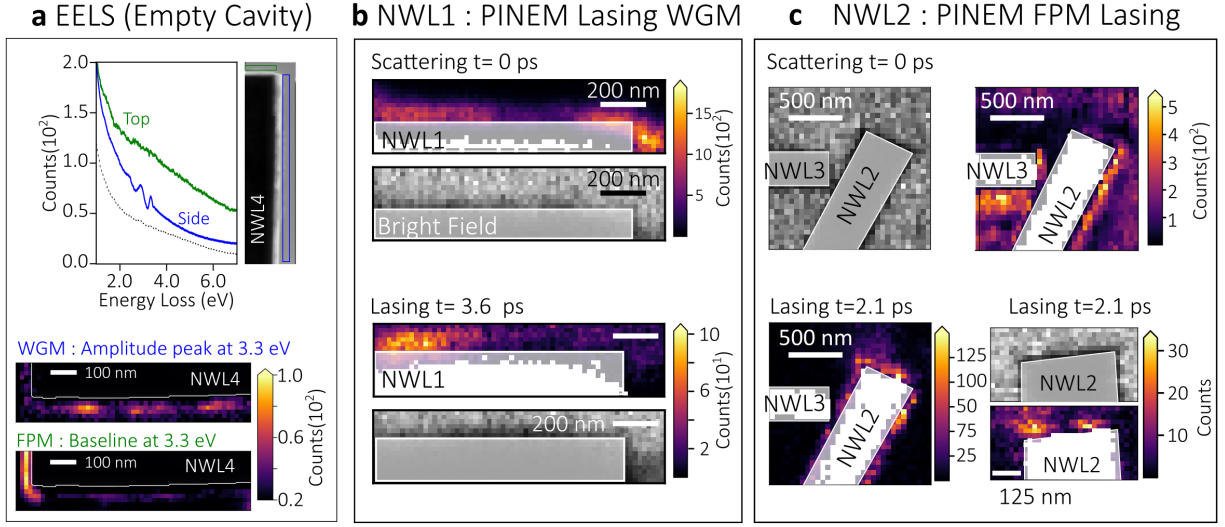 a EELS (Empty Cavity)
2.0
1.5
1.0
0.5
0.0
Counts(10²)
Top
Side
2.0 4.0 6.0
Energy Loss (eV)
NWL4
WGM : Amplitude peak at 3.3 eV
100 nm
NWL4
FPM : Baseline at 3.3 eV
100 nm
NWL4
1.0
0.6
0.4
0.2
Counts(10²)
b NWL1 : PINEM Lasing WGM
Scattering t= 0 ps
200 nm
NWL1
15
10
5
Counts(10²)
200 nm
Bright Field
Lasing t= 3.6 ps
NWL1
10
8
6
4
2
Counts(10¹)
200 nm
c NWL2 : PINEM FPM Lasing
Scattering t= 0 ps
500 nm
NWL3
NWL2
500 nm
NWL3
NWL2
5
4
3
2
1
Counts(10²)
Lasing t=2.1 ps
500 nm
NWL3
NWL2
125
100
50
75
25
Lasing t=2.1 ps
NWL2
NWL2
125 nm
30
20
10
Counts